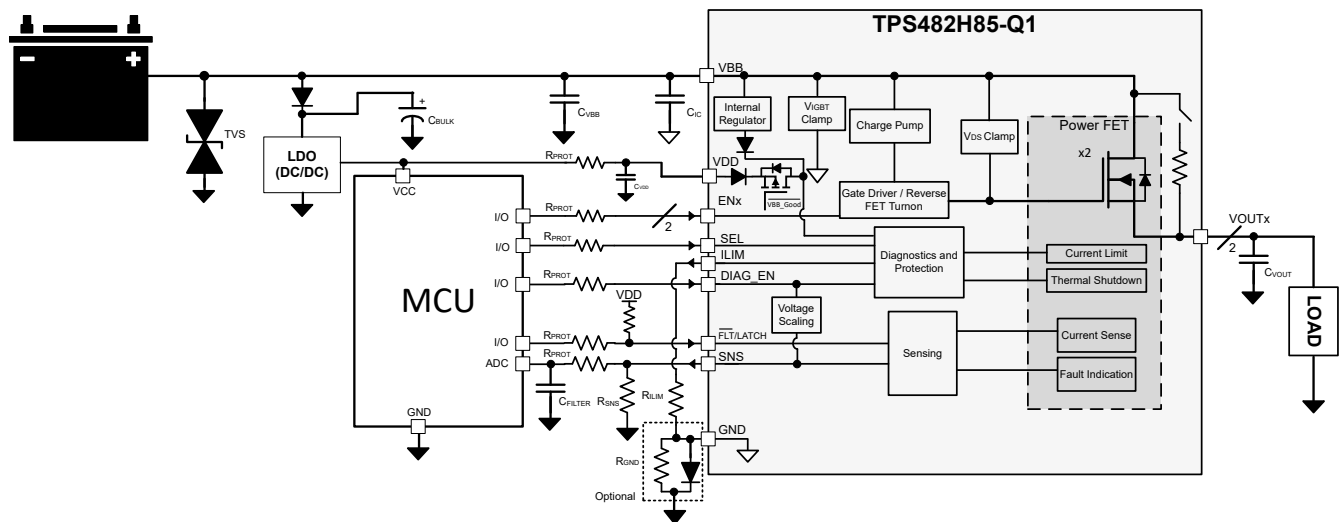 TPS482H85-Q1
- +
VBB
TVS
CBULK
CVBB
CIC
Internal
Regulator
VIGBT
Clamp
Charge Pump
VDS Clamp
Power FET
x2
LDO
(DC/DC)
RPROT
CVDD
VDD
VBB_Good
Gate Driver / Reverse
FET Turnon
VCC
ENx
I/O
RPROT
2
I/O
RPROT
SEL
ILIM
Diagnostics and
Protection
Current Limit
Thermal Shutdown
VOUTx
2
CVOUT
LOAD
I/O
RPROT
DIAG_EN
MCU
VDD
Voltage
Scaling
I/O
RPROT
FLT/LATCH
ADC
RPROT
SNS
Sensing
Current Sense
Fault Indication
CFILTER
RSNS
RILIM
GND
GND
RGND
Optional